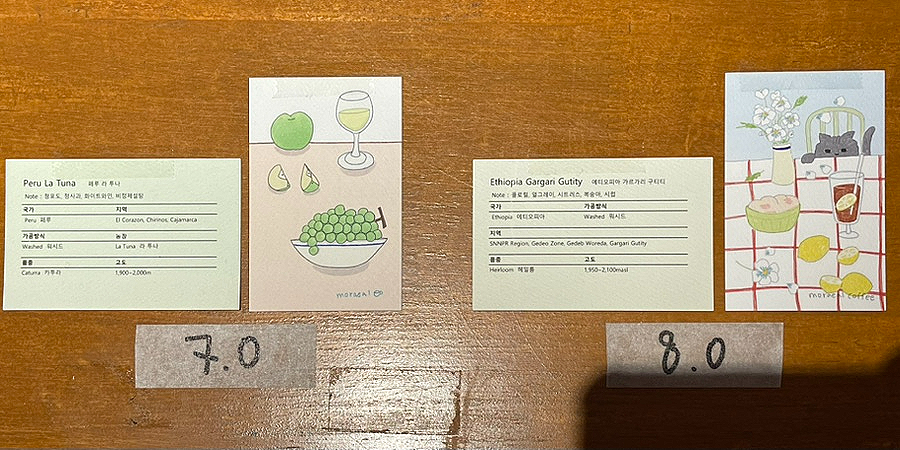 Peru La Tuna 페루 라 투나
Note : 청포도, 청사과, 화이트와인, 비정제설탕
국가 지역
Peru 페루 El Corazon, Chirinos, Cajamarca
가공방식 농장
Washed 워시드 La Tuna 라 투나
품종 고도
Caturra 카투라 1,900~2,000m
moraeal
7.0
Ethiopia Gargari Gutity 에티오피아 가르가리 구티티
Note : 플로럴, 얼그레이, 시트러스, 복숭아, 시럽
국가 가공방식
Ethiopia 에티오피아 Washed 워시드
지역
SNNPR Region, Gedeo Zone, Gedeb Woreda, Gargari Gutity
품종 고도
Heirloom 헤일룸 1,950~2,100masl
moraeal coffee
8.0